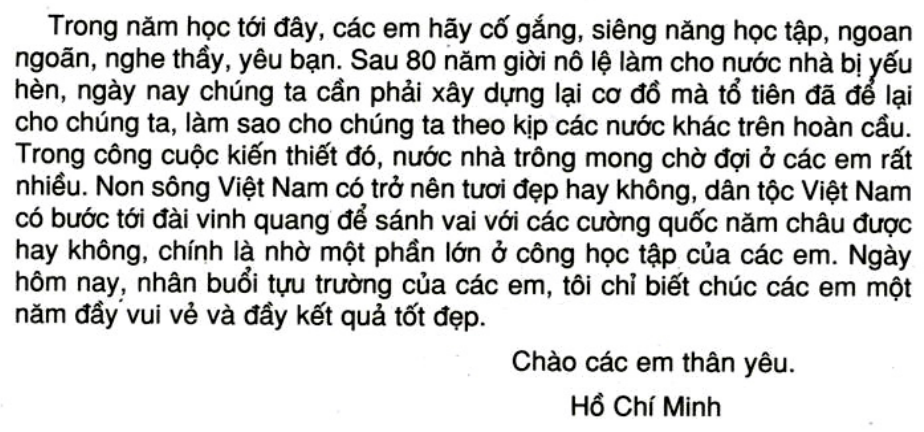 Trong năm học tới đây, các em hãy cố gắng, siêng năng học tập, ngoan
ngoãn, nghe thầy, yêu bạn. Sau 80 năm giời nô lệ làm cho nước nhà bị yếu
hèn, ngày nay chúng ta cần phải xây dựng lại cơ đồ mà tổ tiên đã để lại
cho chúng ta, làm sao cho chúng ta theo kịp các nước khác trên hoàn cầu.
Trong công cuộc kiến thiết đó, nước nhà trông mong chờ đợi ở các em rất
nhiều. Non sông Việt Nam có trở nên tươi đẹp hay không, dân tộc Việt Nam
có bước tới đài vinh quang để sánh vai với các cường quốc năm châu được
hay không, chính là nhờ một phần lớn ở công học tập của các em. Ngày
hôm nay, nhân buổi tựu trường của các em, tôi chỉ biết chúc các em một
năm đầy vui vẻ và đầy kết quả tốt đẹp.
Chào các em thân yêu.
Hồ Chí Minh